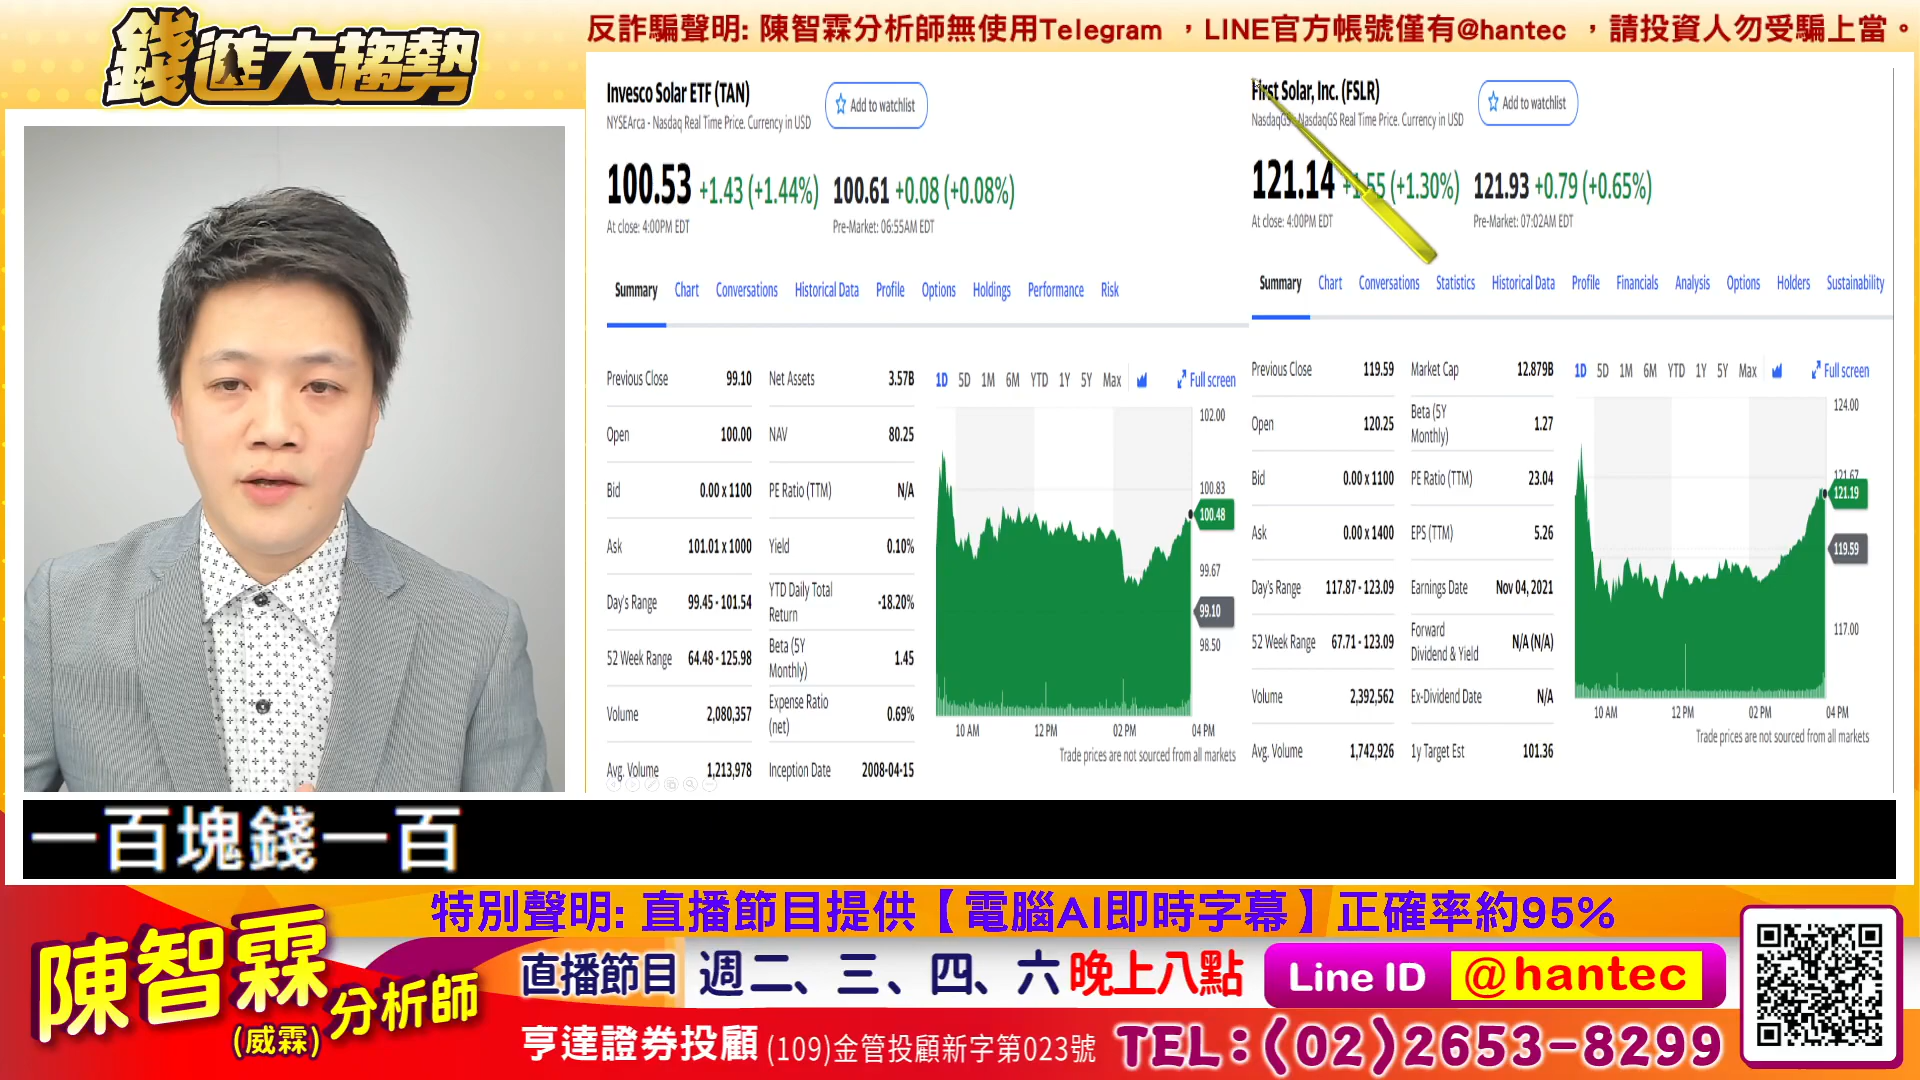 錢進大趨勢
反詐騙聲明: 陳智霖分析師無使用Telegram ，LINE官方帳號僅有@hantec ，請投資人勿受騙上當。
Invesco Solar ETF (TAN)
Add to watchlist
NYSEArca - Nasdaq Real Time Price. Currency in USD
100.53 +1.43 (+1.44%) 100.61 +0.08 (+0.08%)
At close: 4:00PM EDT Pre-Market: 06:55AM EDT
Summary Chart Conversations Historical Data Profile Options Holdings Performance Risk
Previous Close 99.10 Net Assets 3.57B
Open 100.00 NAV 80.25
Bid 0.00 x 1100 PE Ratio (TTM) N/A
Ask 101.01 x 1000 Yield 0.10%
Day's Range 99.45 - 101.54 YTD Daily Total Return -18.20%
52 Week Range 64.48 - 125.98 Beta (5Y Monthly) 1.45
Volume 2,080,357 Expense Ratio (net) 0.69%
Avg. Volume 1,213,978 Inception Date 2008-04-15
1D 5D 1M 6M YTD 1Y 5Y Max Full screen
102.00
100.83
100.48
99.67
99.10
98.50
10 AM 12 PM 02 PM 04 PM
Trade prices are not sourced from all markets
First Solar, Inc. (FSLR)
Add to watchlist
NasdaqGS - NasdaqGS Real Time Price. Currency in USD
121.14 +1.55 (+1.30%) 121.93 +0.79 (+0.65%)
At close: 4:00PM EDT Pre-Market: 07:02AM EDT
Summary Chart Conversations Statistics Historical Data Profile Financials Analysis Options Holders Sustainability
Previous Close 119.59 Market Cap 12.879B
Open 120.25 Beta (5Y Monthly) 1.27
Bid 0.00 x 1100 PE Ratio (TTM) 23.04
Ask 0.00 x 1400 EPS (TTM) 5.26
Day's Range 117.87 - 123.09 Earnings Date Nov 04, 2021
52 Week Range 67.71 - 123.09 Forward Dividend & Yield N/A (N/A)
Volume 2,392,562 Ex-Dividend Date N/A
Avg. Volume 1,742,926 1y Target Est 101.36
1D 5D 1M 6M YTD 1Y 5Y Max Full screen
124.00
121.67
121.19
119.59
117.00
10 AM 12 PM 02 PM 04 PM
Trade prices are not sourced from all markets
一百塊錢一百
特別聲明: 直播節目提供【電腦AI即時字幕】正確率約95%
陳智霖 (威霖) 分析師
直播節目 週二、三、四、六 晚上八點
Line ID @hantec
亨達證券投顧 (109)金管投顧新字第023號 TEL:(02)2653-8299